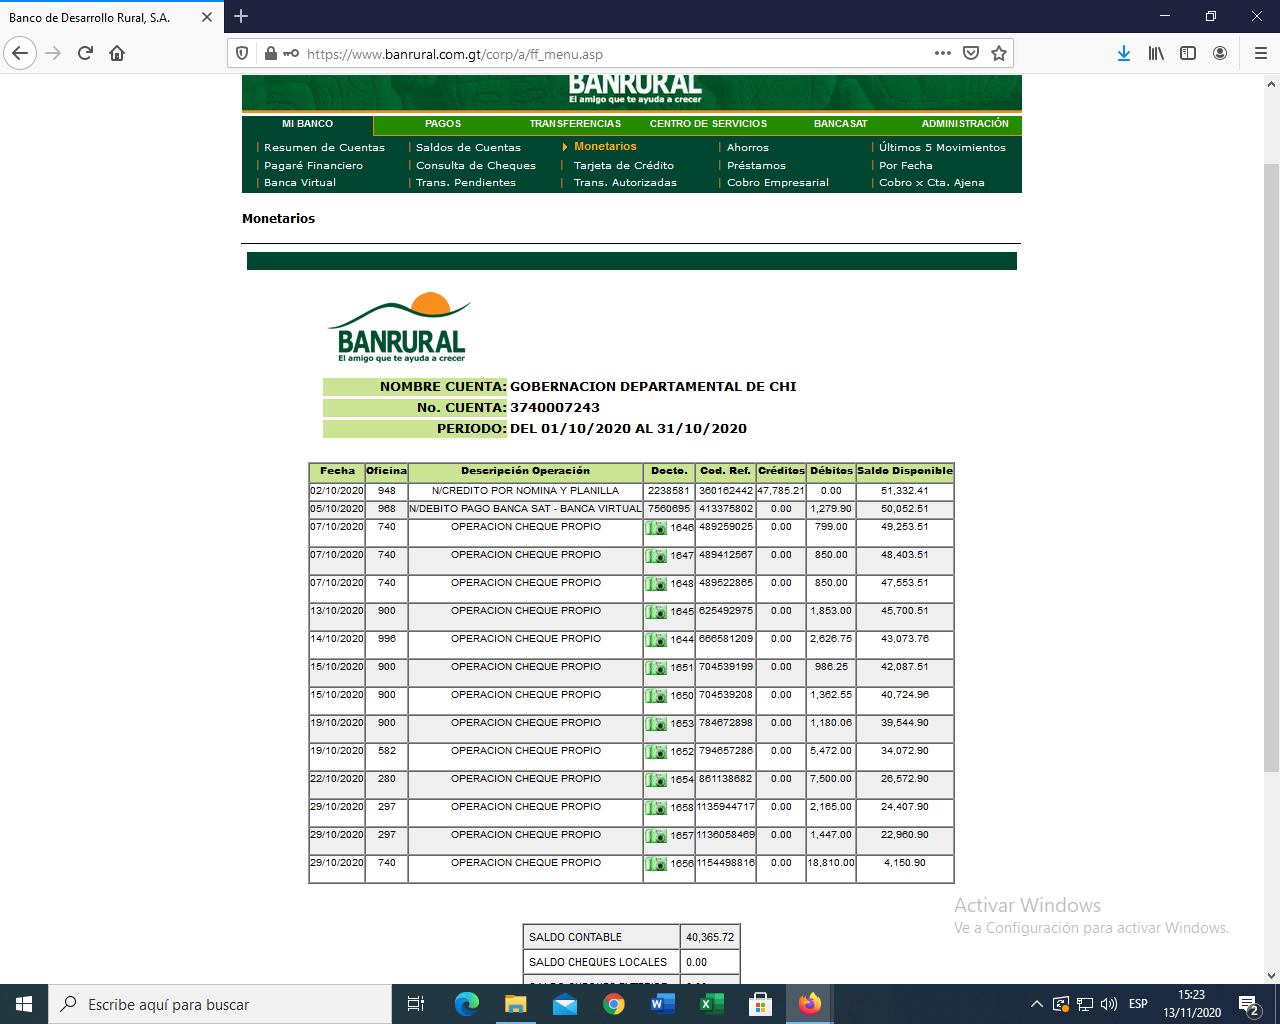 Banco de Desarrollo Rural, S.A.
https://www.banrural.com.gt/corp/a/ff_menu.asp
BANRURAL
El amigo que te ayuda a crecer
MI BANCO PAGOS TRANSFERENCIAS CENTRO DE SERVICIOS BANCASAT ADMINISTRACIÓN
Resumen de Cuentas Saldos de Cuentas Monetarios Ahorros Últimos 5 Movimientos
Pagaré Financiero Consulta de Cheques Tarjeta de Crédito Préstamos Por Fecha
Banca Virtual Trans. Pendientes Trans. Autorizadas Cobro Empresarial Cobro x Cta. Ajena
Monetarios
BANRURAL
El amigo que te ayuda a crecer
NOMBRE CUENTA: GOBERNACION DEPARTAMENTAL DE CHI
No. CUENTA: 3740007243
PERIODO: DEL 01/10/2020 AL 31/10/2020
Fecha Oficina Descripción Operación Docto. Cod. Ref. Créditos Débitos Saldo Disponible
02/10/2020 948 N/CREDITO POR NOMINA Y PLANILLA 2238581 360162442 47,785.21 0.00 51,332.41
05/10/2020 968 N/DEBITO PAGO BANCA SAT - BANCA VIRTUAL 7560695 413375802 0.00 1,279.90 50,052.51
07/10/2020 740 OPERACION CHEQUE PROPIO 1646 489259025 0.00 799.00 49,253.51
07/10/2020 740 OPERACION CHEQUE PROPIO 1647 489412567 0.00 850.00 48,403.51
07/10/2020 740 OPERACION CHEQUE PROPIO 1648 489522865 0.00 850.00 47,553.51
13/10/2020 900 OPERACION CHEQUE PROPIO 1645 625492975 0.00 1,853.00 45,700.51
14/10/2020 996 OPERACION CHEQUE PROPIO 1644 666581209 0.00 2,626.75 43,073.76
15/10/2020 900 OPERACION CHEQUE PROPIO 1651 704539199 0.00 986.25 42,087.51
15/10/2020 900 OPERACION CHEQUE PROPIO 1650 704539208 0.00 1,362.55 40,724.96
19/10/2020 900 OPERACION CHEQUE PROPIO 1653 784672898 0.00 1,180.06 39,544.90
19/10/2020 582 OPERACION CHEQUE PROPIO 1652 794657286 0.00 5,472.00 34,072.90
22/10/2020 280 OPERACION CHEQUE PROPIO 1654 861138682 0.00 7,500.00 26,572.90
29/10/2020 297 OPERACION CHEQUE PROPIO 1658 1135944717 0.00 2,165.00 24,407.90
29/10/2020 297 OPERACION CHEQUE PROPIO 1657 1136058469 0.00 1,447.00 22,960.90
29/10/2020 740 OPERACION CHEQUE PROPIO 1656 1154498816 0.00 18,810.00 4,150.90
SALDO CONTABLE 40,365.72
SALDO CHEQUES LOCALES 0.00
Activar Windows
Ve a Configuración para activar Windows.
Escribe aquí para buscar
ESP
15:23
13/11/2020
2